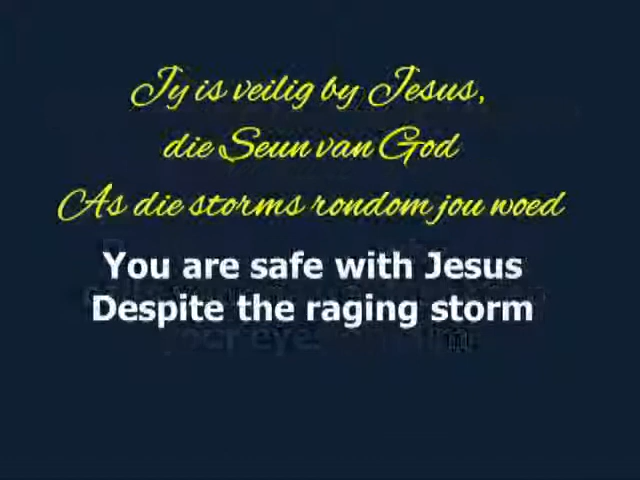 Jy is veilig by Jesus,
die Seun van God
As die storms rondom jou woed
You are safe with Jesus
Despite the raging storm